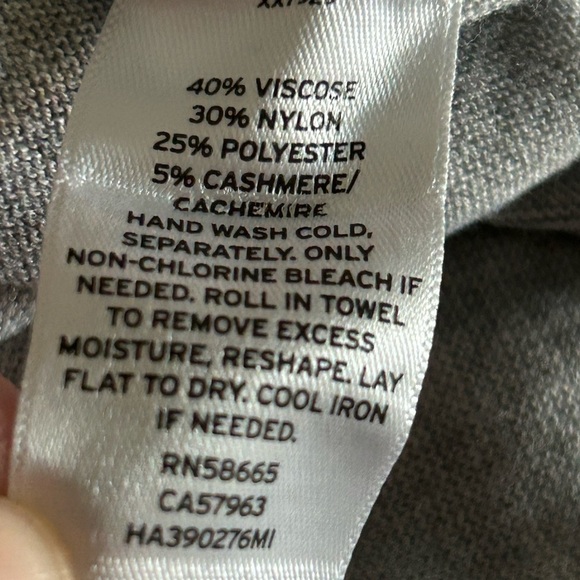 40% VISCOSE
30% NYLON
25% POLYESTER
5% CASHMERE/
CACHEMIRE
HAND WASH COLD,
SEPARATELY. ONLY
NON-CHLORINE BLEACH IF
NEEDED. ROLL IN TOWEL
TO REMOVE EXCESS
MOISTURE, RESHAPE. LAY
FLAT TO DRY. COOL IRON
IF NEEDED.
RN58665
CA57963
HA390276MI